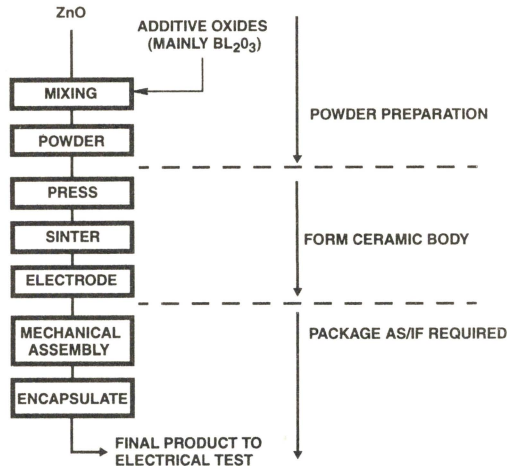 ZnO
ADDITIVE OXIDES
(MAINLY BL₂0₃)
MIXING
POWDER PREPARATION
POWDER
PRESS
SINTER
FORM CERAMIC BODY
ELECTRODE
MECHANICAL
ASSEMBLY
PACKAGE AS/IF REQUIRED
ENCAPSULATE
FINAL PRODUCT TO
ELECTRICAL TEST